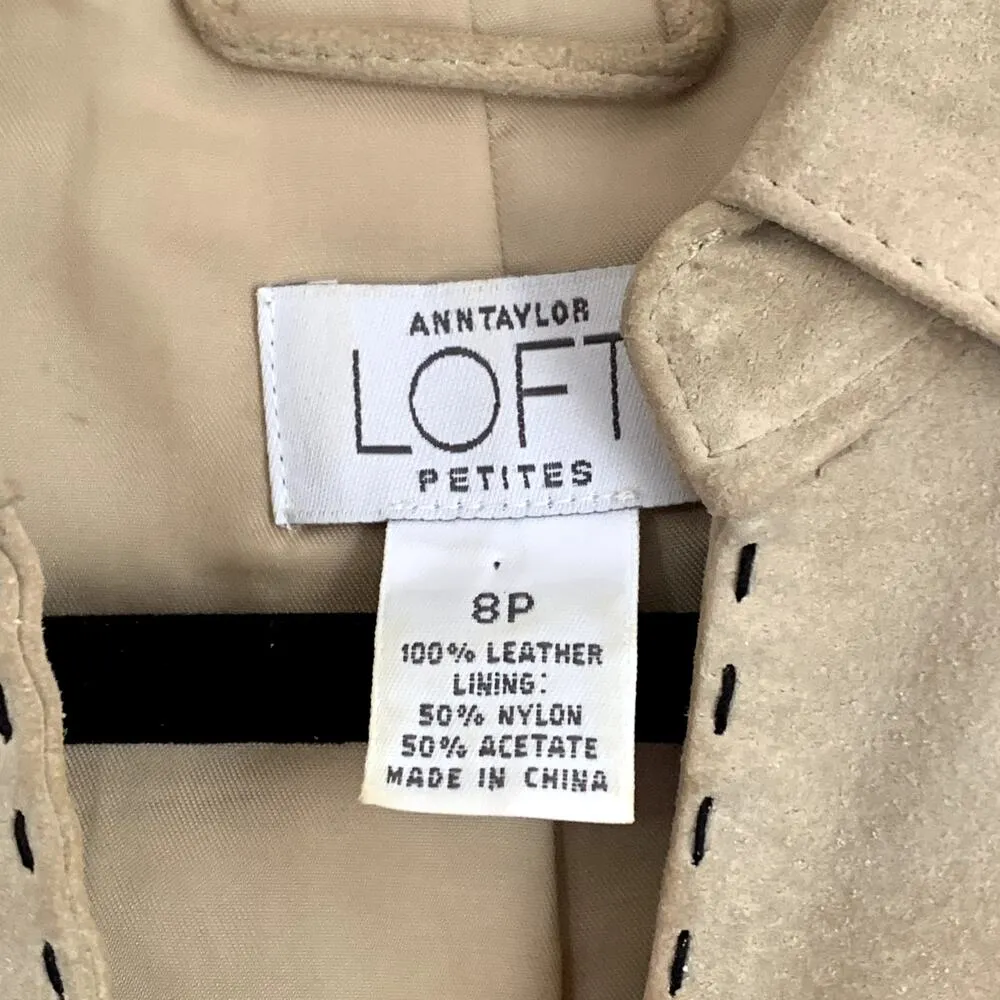 ANNTAYLOR
LOFT
PETITES
8P
100% LEATHER
LINING:
50% NYLON
50% ACETATE
MADE IN CHINA